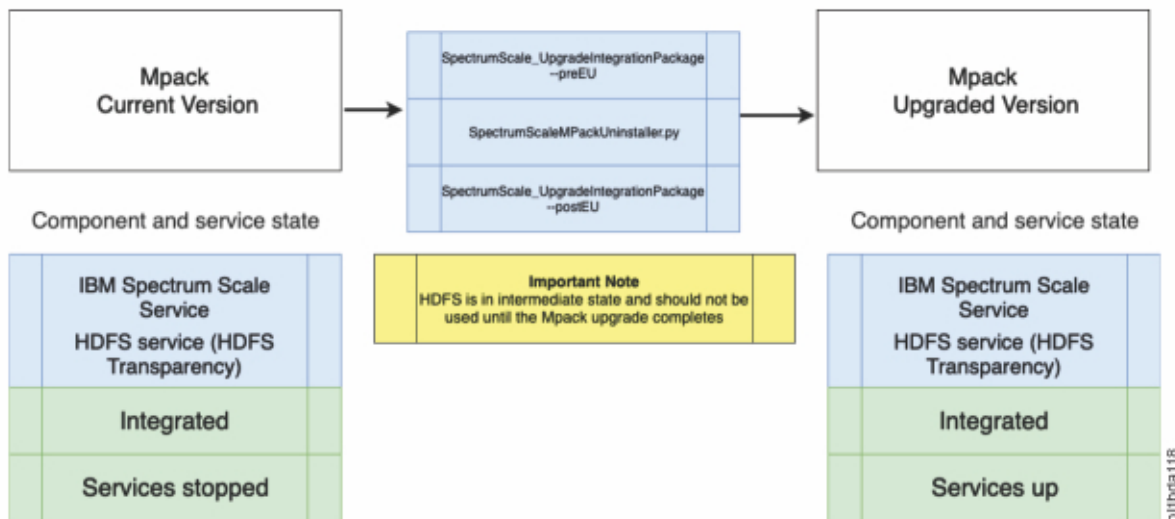 Mpack
Current Version
SpectrumScale_UpgradeIntegrationPackage
--preEU
SpectrumScaleMPackUninstaller.py
SpectrumScale_UpgradeIntegrationPackage
--postEU
Mpack
Upgraded Version
Component and service state
IBM Spectrum Scale
Service
HDFS service (HDFS
Transparency)
Integrated
Services stopped
Important Note
HDFS is in intermediate state and should not be
used until the Mpack upgrade completes
Component and service state
IBM Spectrum Scale
Service
HDFS service (HDFS
Transparency)
Integrated
Services up